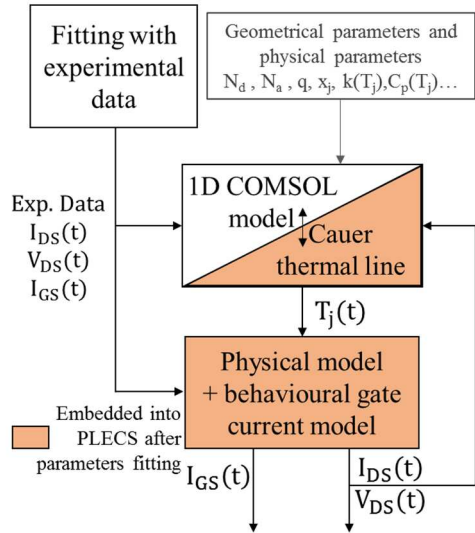 Fitting with
experimental
data
Geometrical parameters and
physical parameters
N_d , N_a , q, x_j, k(T_j),C_p(T_j)…
Exp. Data
I_DS(t)
V_DS(t)
I_GS(t)
1D COMSOL
model
Cauer
thermal line
T_j(t)
Physical model
+ behavioural gate
current model
Embedded into
PLECS after
parameters fitting
I_GS(t)
I_DS(t)
V_DS(t)